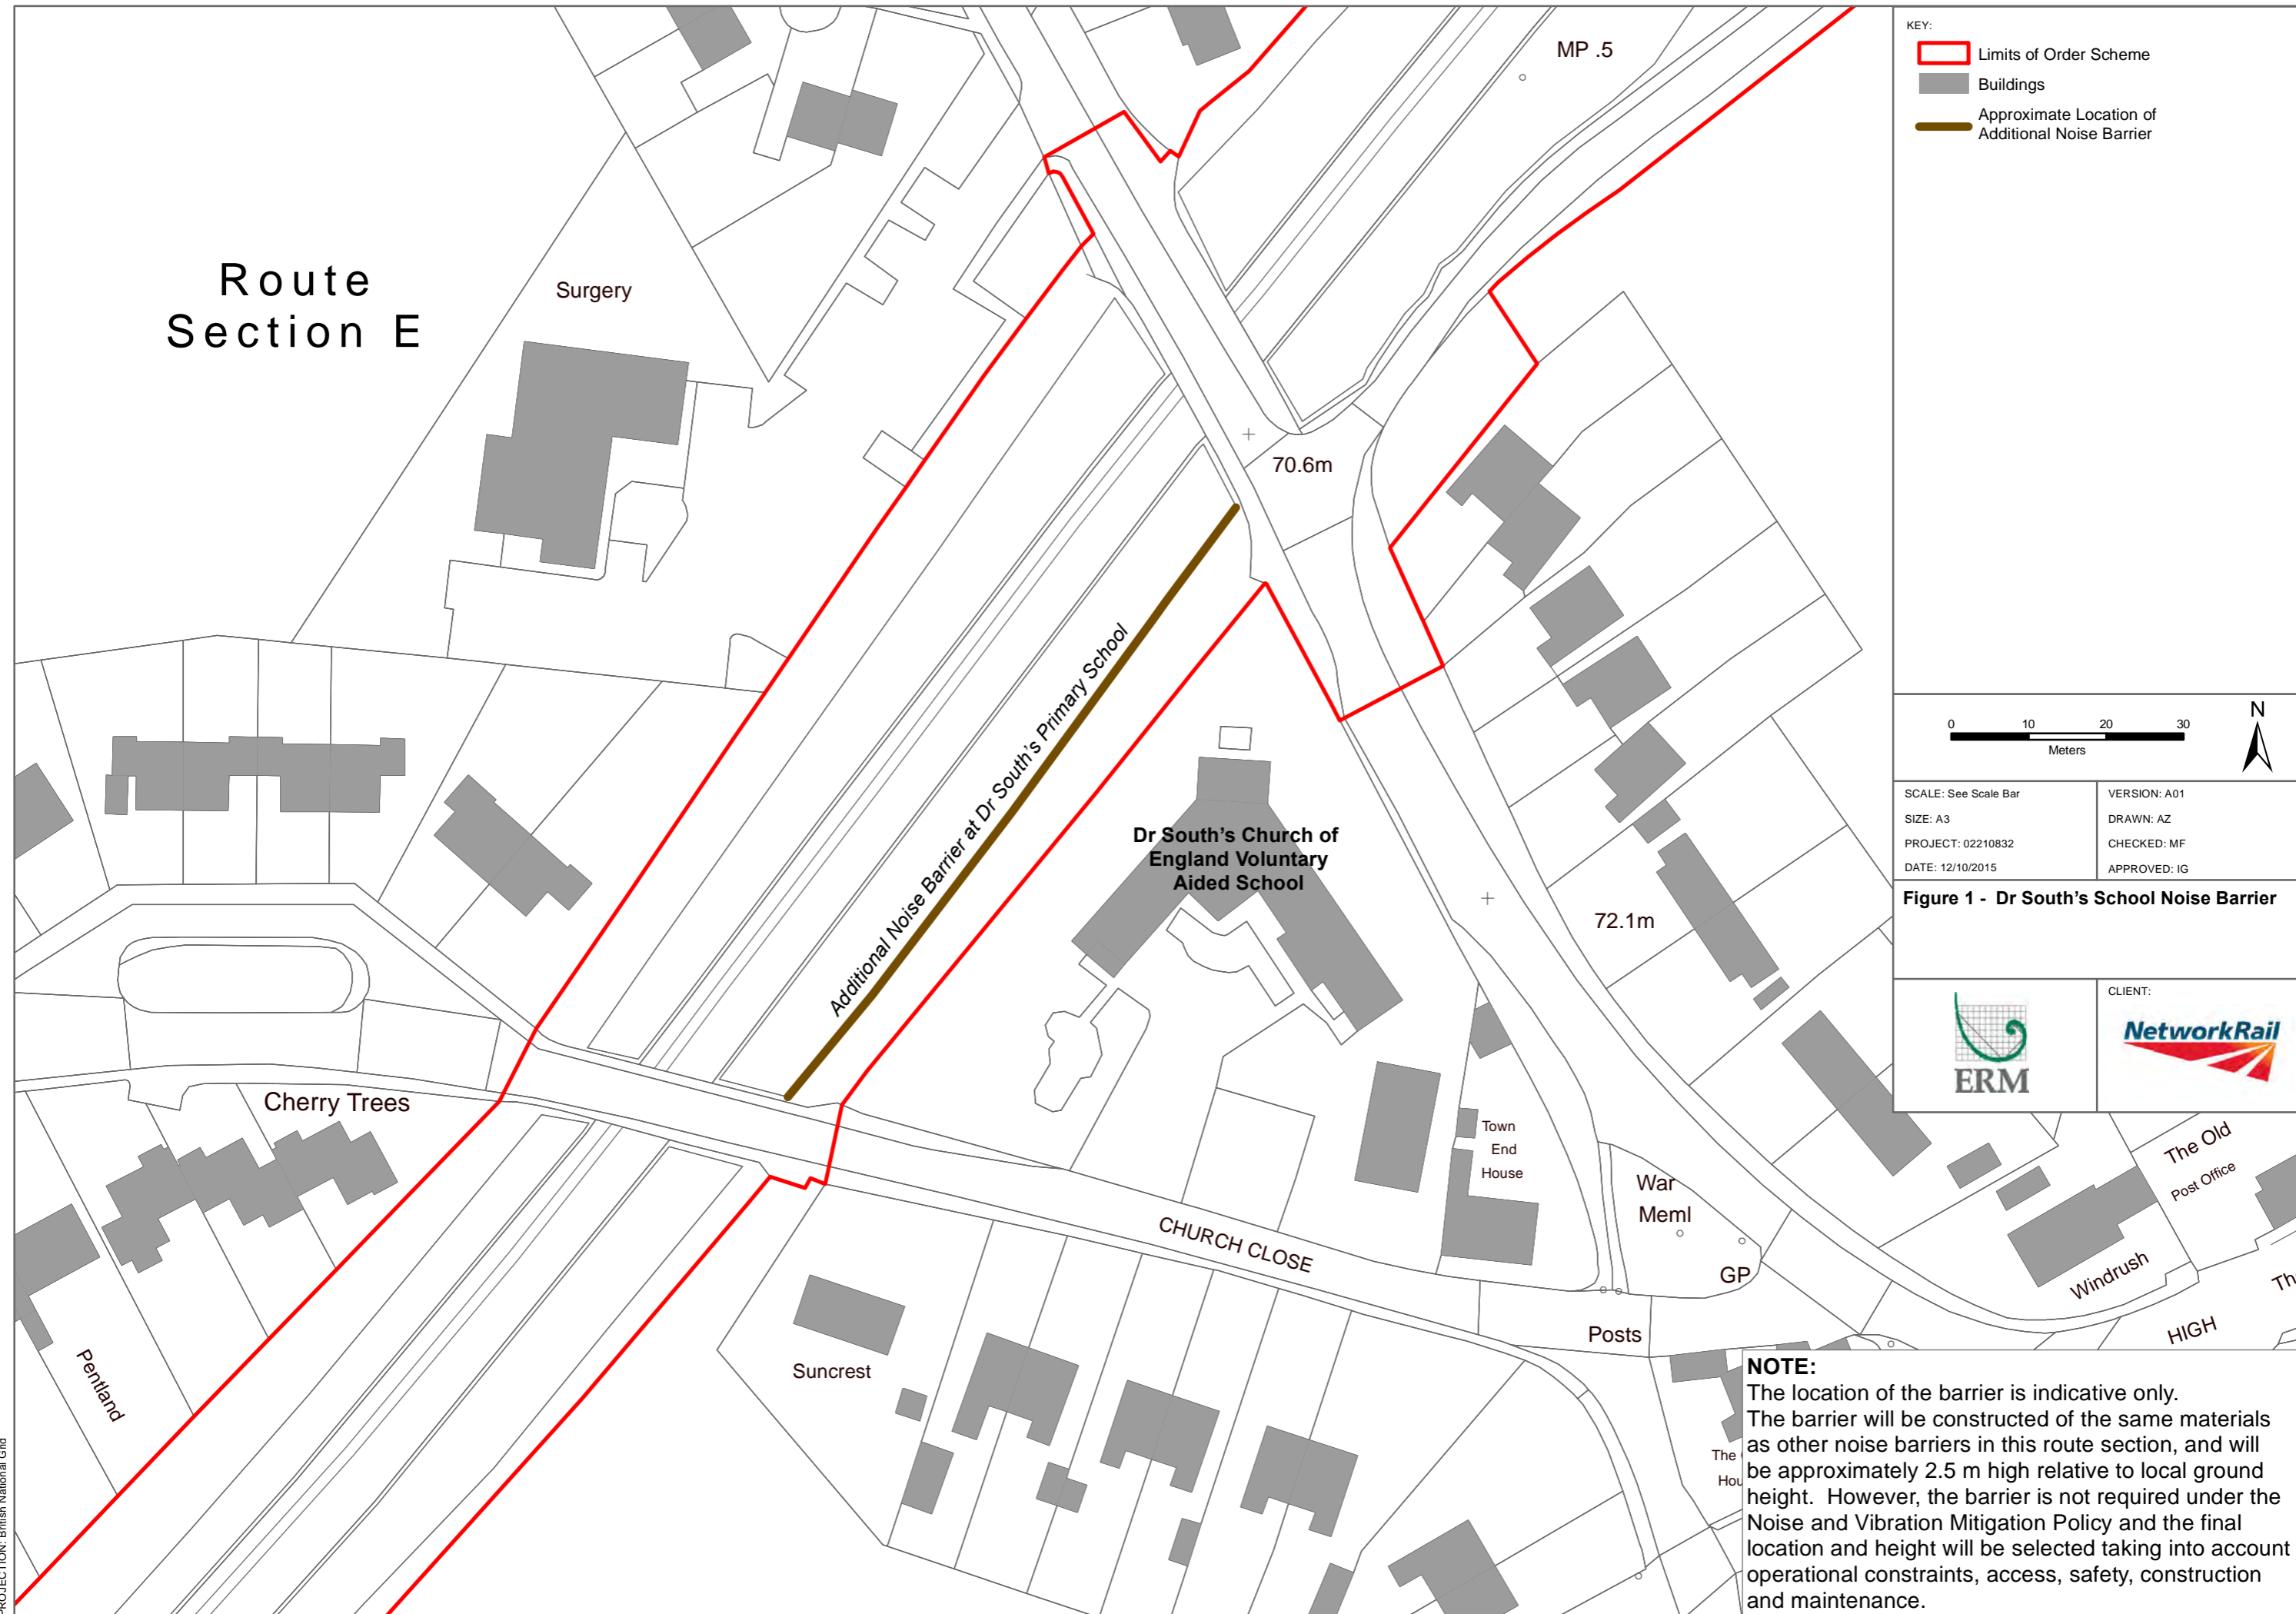 Route
Section E
Surgery
MP .5
70.6m
Additional Noise Barrier at Dr South's Primary School
Dr South's Church of
England Voluntary
Aided School
72.1m
Cherry Trees
Pentland
CHURCH CLOSE
Suncrest
Town
End
House
War
Meml
GP
Posts
The Old
Post Office
Windrush
HIGH
The
Hou
PROJECTION: British National Grid
KEY:
Limits of Order Scheme
Buildings
Approximate Location of
Additional Noise Barrier
0 10 20 30
Meters
N
SCALE: See Scale Bar
SIZE: A3
PROJECT: 02210832
DATE: 12/10/2015
VERSION: A01
DRAWN: AZ
CHECKED: MF
APPROVED: IG
Figure 1 - Dr South's School Noise Barrier
ERM
CLIENT:
NetworkRail
NOTE:
The location of the barrier is indicative only.
The barrier will be constructed of the same materials
as other noise barriers in this route section, and will
be approximately 2.5 m high relative to local ground
height. However, the barrier is not required under the
Noise and Vibration Mitigation Policy and the final
location and height will be selected taking into account
operational constraints, access, safety, construction
and maintenance.